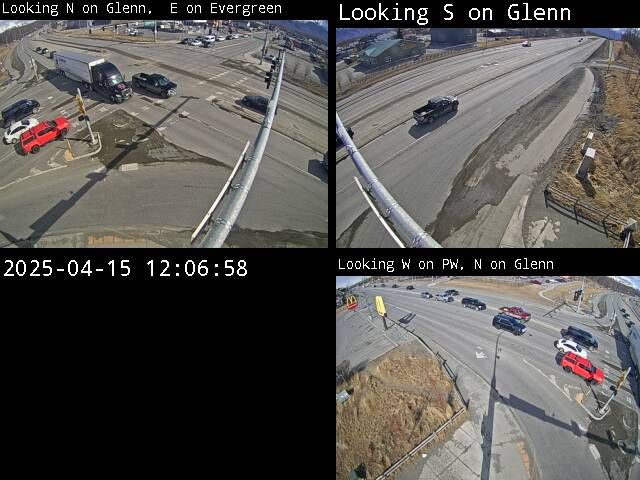 Looking N on Glenn,  E on Evergreen
Looking S on Glenn
2025-04-15 12:06:58
Looking W on PW, N on Glenn